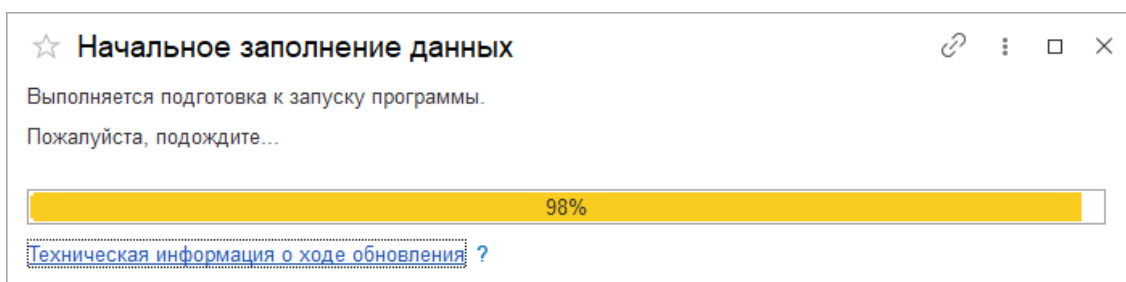 Начальное заполнение данных
Выполняется подготовка к запуску программы.
Пожалуйста, подождите...
98%
Техническая информация о ходе обновления ?